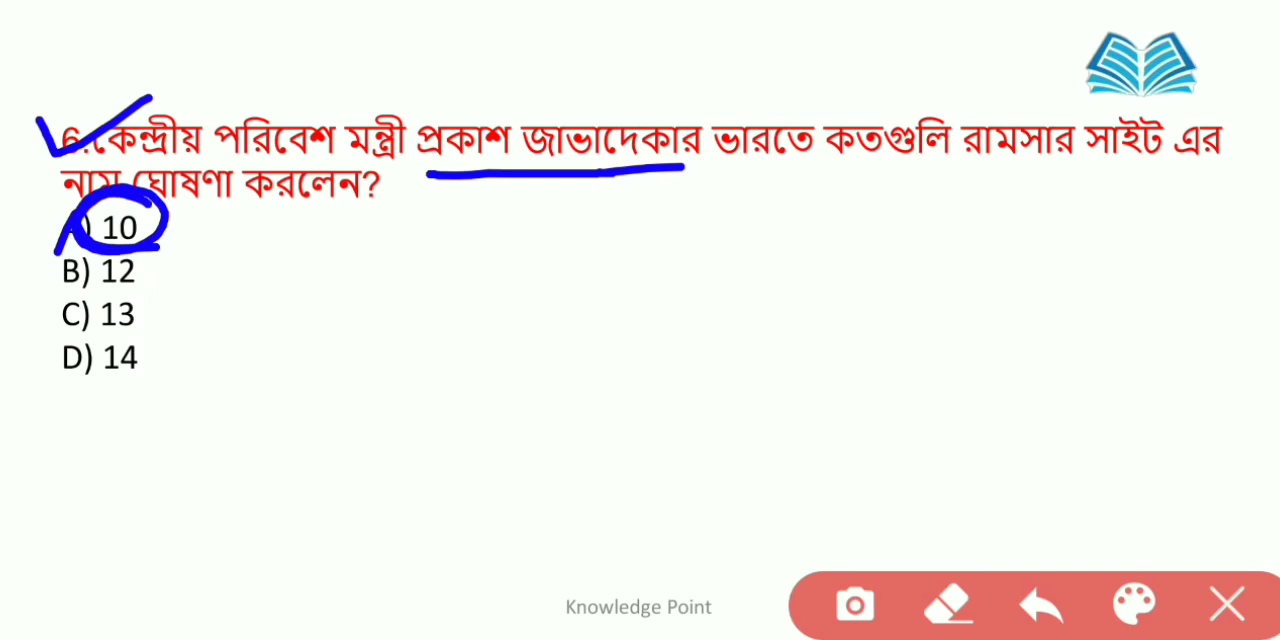 6.কেন্দ্রীয় পরিবেশ মন্ত্রী প্রকাশ জাভাদেকার ভারতে কতগুলি রামসার সাইট এর
নাম ঘোষণা করলেন?
A) 10
B) 12
C) 13
D) 14
Knowledge Point